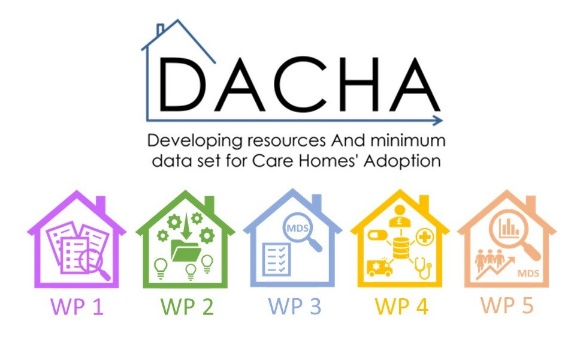 DACHA
Developing resources And minimum
data set for Care Homes' Adoption
MDS
MDS
WP 1
WP 2
WP 3
WP 4
WP 5